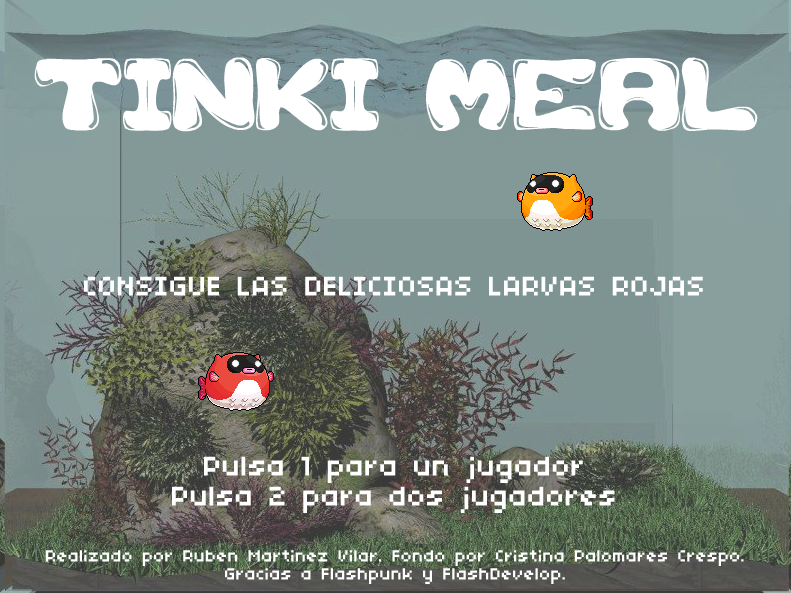 TINKI MEAL
CONSIGUE LAS DELICIOSAS LARVAS ROJAS
Pulsa 1 para un jugador
Pulsa 2 para dos jugadores
Realizado por Ruben Martinez Vilar, Fondo por Cristina Palomares Crespo.
Gracias a Flashpunk y FlashDevelop.